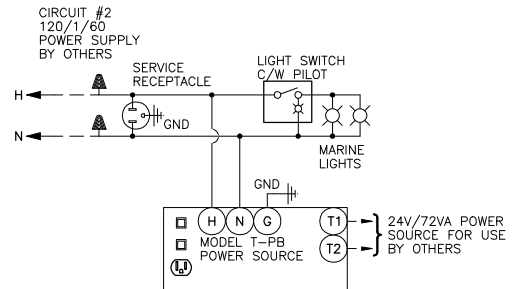 CIRCUIT #2
120/1/60
POWER SUPPLY
BY OTHERS
SERVICE
RECEPTACLE
LIGHT SWITCH
C/W PILOT
H
GND
N
MARINE
LIGHTS
GND
H N G T1
T2
MODEL T-PB
POWER SOURCE
24V/72VA POWER
SOURCE FOR USE
BY OTHERS